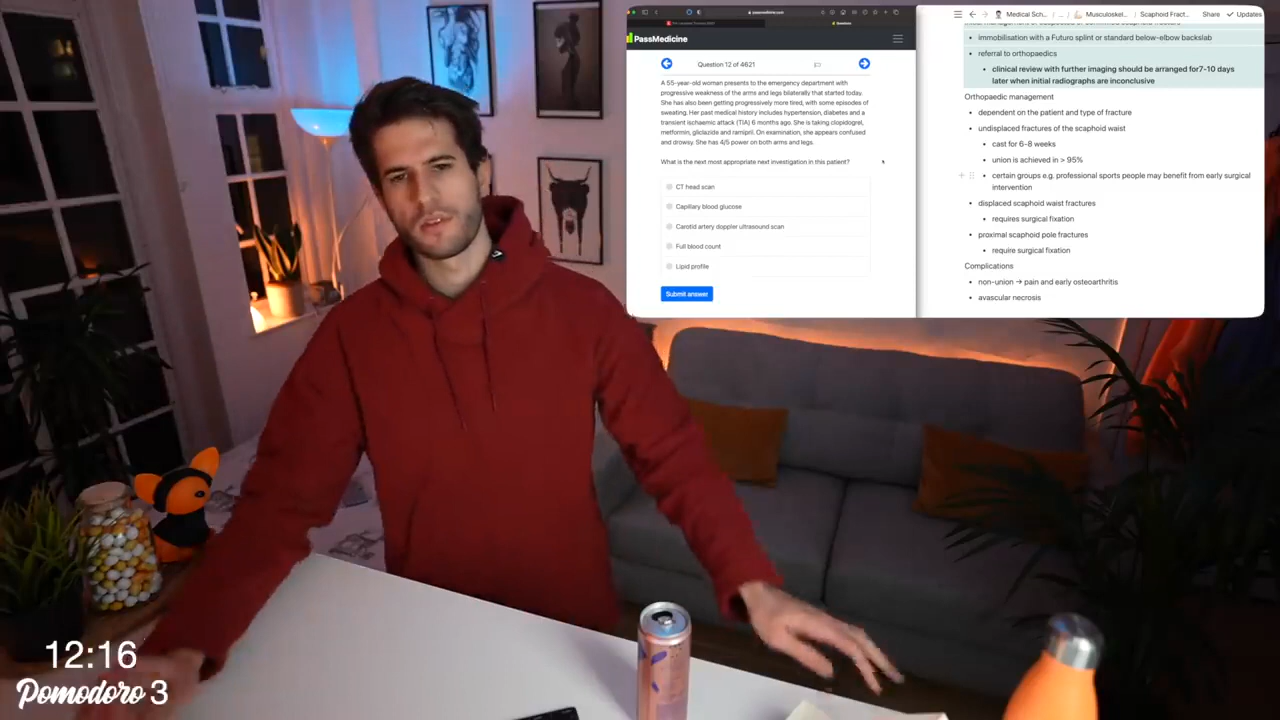 passmedicine.com
Questions
PassMedicine
Question 12 of 4621
A 55-year-old woman presents to the emergency department with
progressive weakness of the arms and legs bilaterally that started today.
She has also been getting progressively more tired, with some episodes of
sweating. Her past medical history includes hypertension, diabetes and a
transient ischaemic attack (TIA) 6 months ago. She is taking clopidogrel,
metformin, gliclazide and ramipril. On examination, she appears confused
and drowsy. She has 4/5 power on both arms and legs.
What is the next most appropriate next investigation in this patient?
CT head scan
Capillary blood glucose
Carotid artery doppler ultrasound scan
Full blood count
Lipid profile
Submit answer
Medical Sch... / ... / Musculoskel... / Scaphoid Fract... Share Updates
immobilisation with a Futuro splint or standard below-elbow backslab
referral to orthopaedics
clinical review with further imaging should be arranged for7-10 days
later when initial radiographs are inconclusive
Orthopaedic management
dependent on the patient and type of fracture
undisplaced fractures of the scaphoid waist
cast for 6-8 weeks
union is achieved in > 95%
certain groups e.g. professional sports people may benefit from early surgical
intervention
displaced scaphoid waist fractures
requires surgical fixation
proximal scaphoid pole fractures
require surgical fixation
Complications
non-union → pain and early osteoarthritis
avascular necrosis
12:16
Pomodoro 3